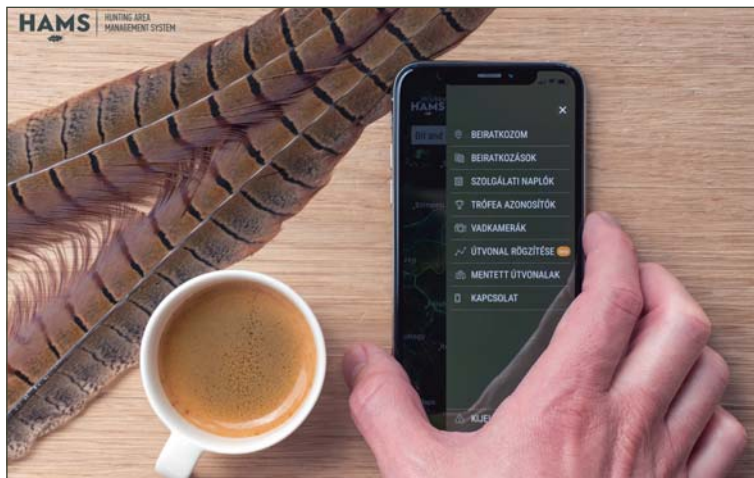 HAMS
HUNTING AREA
MANAGEMENT SYSTEM
HAMS
BEIRATKOZOM
BEIRATKOZÁSOK
SZOLGÁLATI NAPLÓK
TRÓFEA AZONOSÍTÓK
VADKAMERÁK
ÚTVONAL RÖGZÍTÉSE
MENTETT ÚTVONALAK
KAPCSOLAT